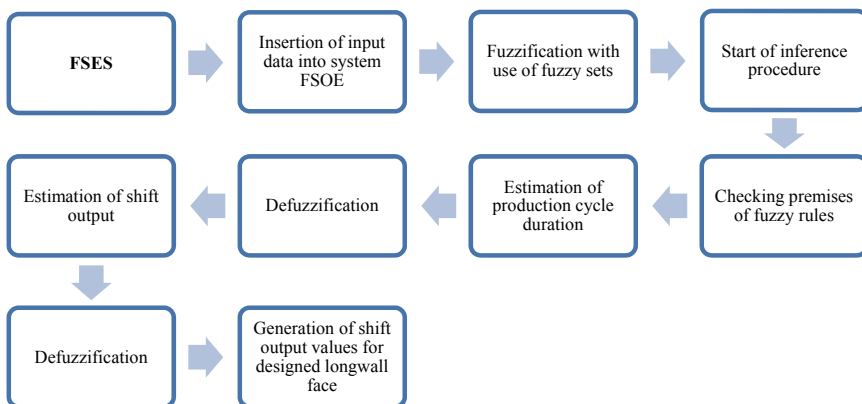 FSES
Insertion of input
data into system
FSOE
Fuzzification with
use of fuzzy sets
Start of inference
procedure
Checking premises
of fuzzy rules
Estimation of
production cycle
duration
Defuzzification
Estimation of shift
output
Defuzzification
Generation of shift
output values for
designed longwall
face